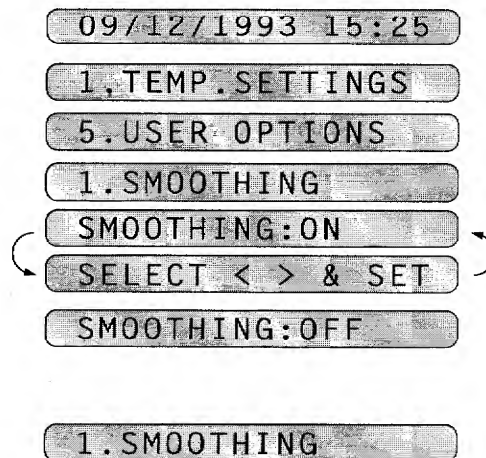 09/12/1993 15:25
1.TEMP.SETTINGS
5.USER OPTIONS
1.SMOOTHING
SMOOTHING:ON
SELECT < > & SET
SMOOTHING:OFF
1.SMOOTHING